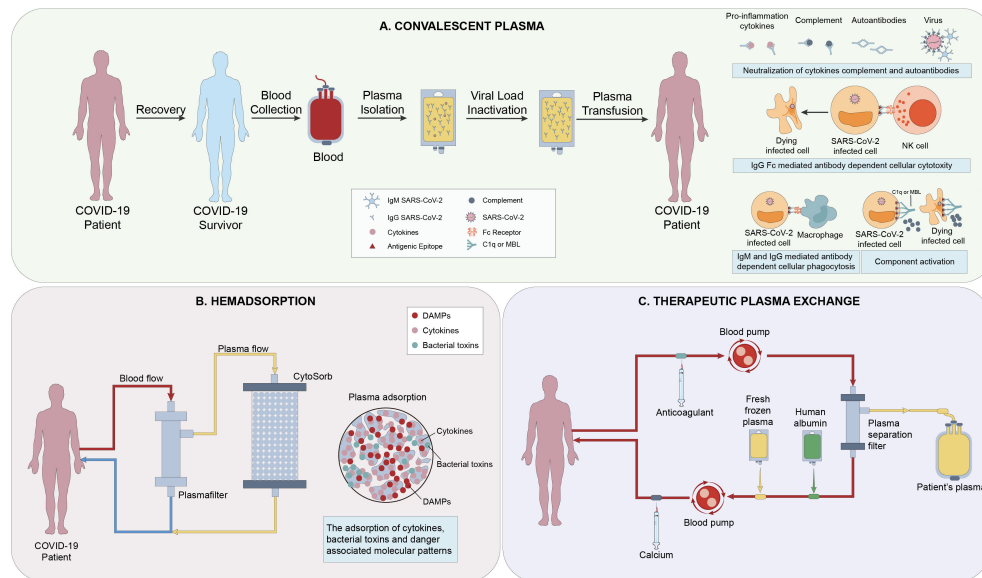 A. CONVALESCENT PLASMA
COVID-19
Patient
Recovery
COVID-19
Survivor
Blood
Collection
Blood
Plasma
Isolation
Viral Load
Inactivation
Plasma
Transfusion
COVID-19
Patient
IgM SARS-CoV-2
IgG SARS-CoV-2
Cytokines
Antigenic Epitope
Complement
SARS-CoV-2
Fc Receptor
C1q or MBL
Pro-inflammation
cytokines
Complement
Autoantibodies
Virus
Neutralization of cytokines complement and autoantibodies
Dying
infected cell
SARS-CoV-2
infected cell
NK cell
IgG Fc mediated antibody dependent cellular cytotoxity
SARS-CoV-2
infected cell
Macrophage
IgM and IgG mediated antibody
dependent cellular phagocytosis
C1q or MBL
SARS-CoV-2
infected cell
Dying
infected cell
Component activation
B. HEMADSORPTION
DAMPs
Cytokines
Bacterial toxins
Plasma flow
Blood flow
CytoSorb
Plasmafilter
COVID-19
Patient
Plasma adsorption
Cytokines
Bacterial toxins
DAMPs
The adsorption of cytokines,
bacterial toxins and danger
associated molecular patterns
C. THERAPEUTIC PLASMA EXCHANGE
Blood pump
Anticoagulant
Fresh
frozen
plasma
Human
albumin
Plasma
separation
filter
Patient's plasma
Blood pump
Calcium